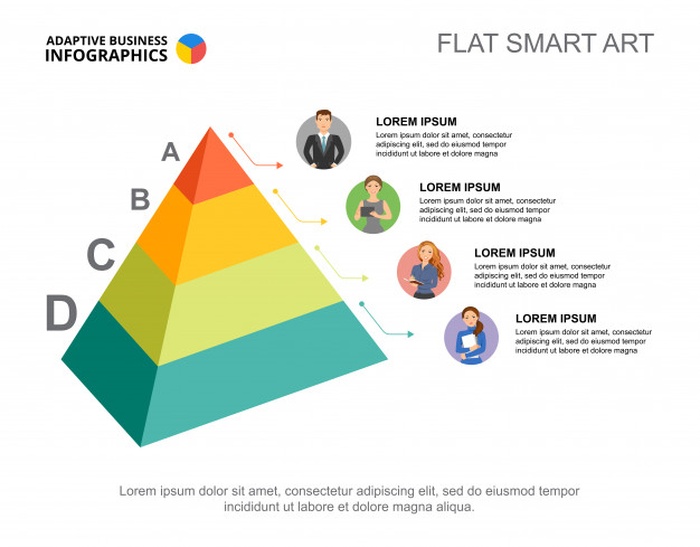 ADAPTIVE BUSINESS
INFOGRAPHICS
FLAT SMART ART
A
B
C
D
LOREM IPSUM
Lorem ipsum dolor sit amet, consectetur
adipiscing elit, sed do eiusmod tempor
incididunt ut labore et dolore magna
LOREM IPSUM
Lorem ipsum dolor sit amet, consectetur
adipiscing elit, sed do eiusmod tempor
incididunt ut labore et dolore magna
LOREM IPSUM
Lorem ipsum dolor sit amet, consectetur
adipiscing elit, sed do eiusmod tempor
incididunt ut labore et dolore magna
LOREM IPSUM
Lorem ipsum dolor sit amet, consectetur
adipiscing elit, sed do eiusmod tempor
incididunt ut labore et dolore magna
Lorem ipsum dolor sit amet, consectetur adipiscing elit, sed do eiusmod tempor
incididunt ut labore et dolore magna aliqua.